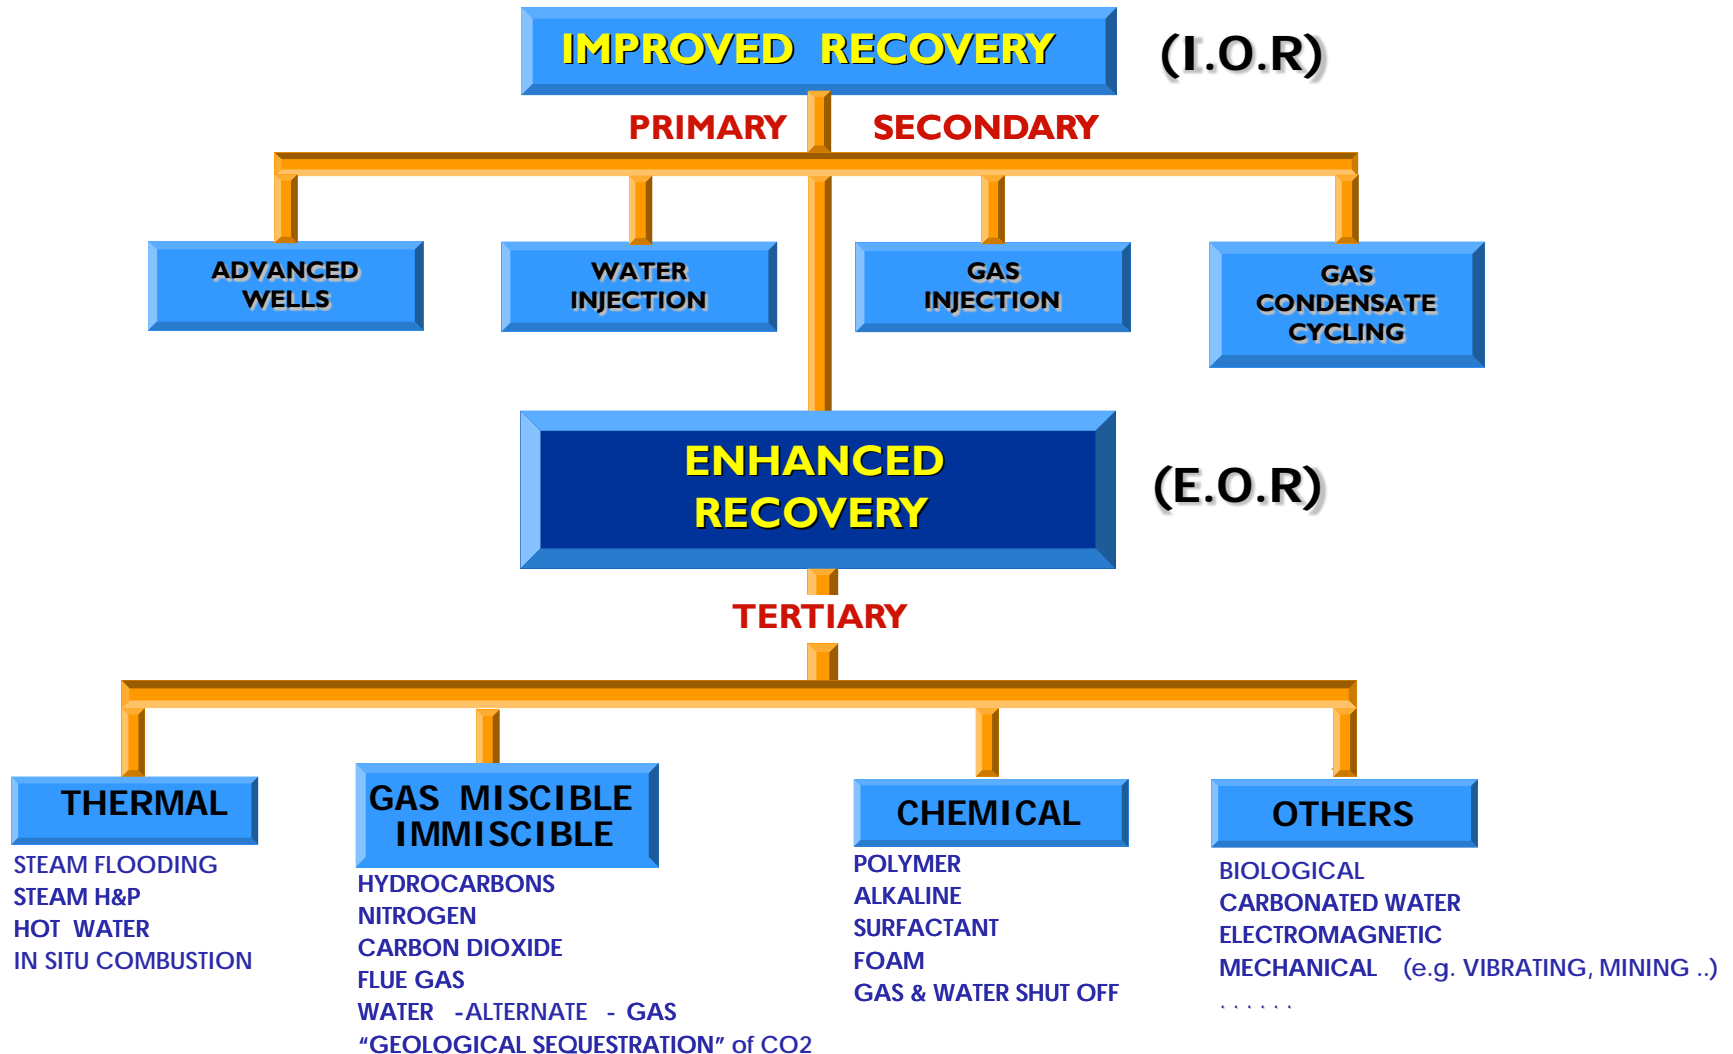 IMPROVED RECOVERY
(I.O.R)
PRIMARY
SECONDARY
ADVANCED
WELLS
WATER
INJECTION
GAS
INJECTION
GAS
CONDENSATE
CYCLING
ENHANCED
RECOVERY
(E.O.R)
TERTIARY
THERMAL
STEAM FLOODING
STEAM H&P
HOT WATER
IN SITU COMBUSTION
GAS MISCIBLE
IMMISCIBLE
HYDROCARBONS
NITROGEN
CARBON DIOXIDE
FLUE GAS
WATER -ALTERNATE - GAS
“GEOLOGICAL SEQUESTRATION” of CO2
CHEMICAL
POLYMER
ALKALINE
SURFACTANT
FOAM
GAS & WATER SHUT OFF
OTHERS
BIOLOGICAL
CARBONATED WATER
ELECTROMAGNETIC
MECHANICAL (e.g. VIBRATING, MINING ..)
. . . . . .